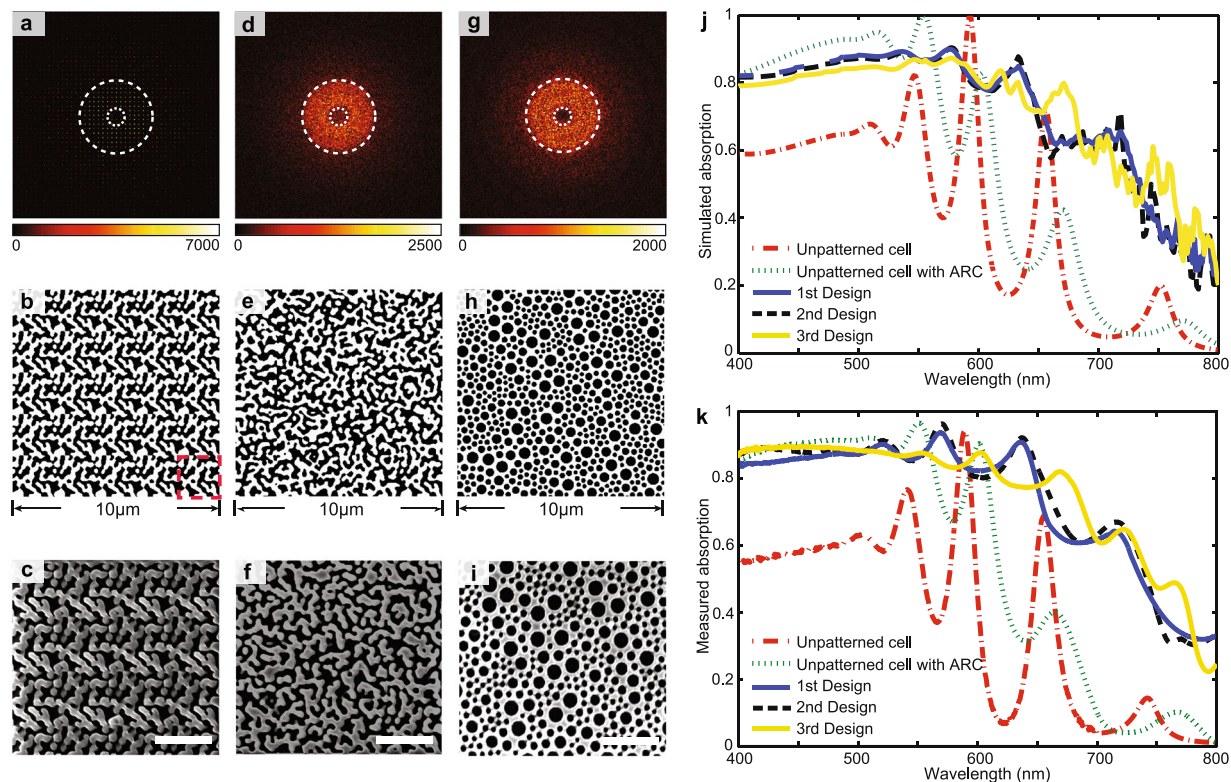 a
d
g
0
7000
0
2500
0
2000
b
e
h
10µm
10µm
10µm
c
f
i
j
Simulated absorption
1
0.8
0.6
0.4
0.2
0
Unpatterned cell
Unpatterned cell with ARC
1st Design
2nd Design
3rd Design
400
500
600
700
800
Wavelength (nm)
k
Measured absorption
1
0.8
0.6
0.4
0.2
0
Unpatterned cell
Unpatterned cell with ARC
1st Design
2nd Design
3rd Design
400
500
600
700
800
Wavelength (nm)